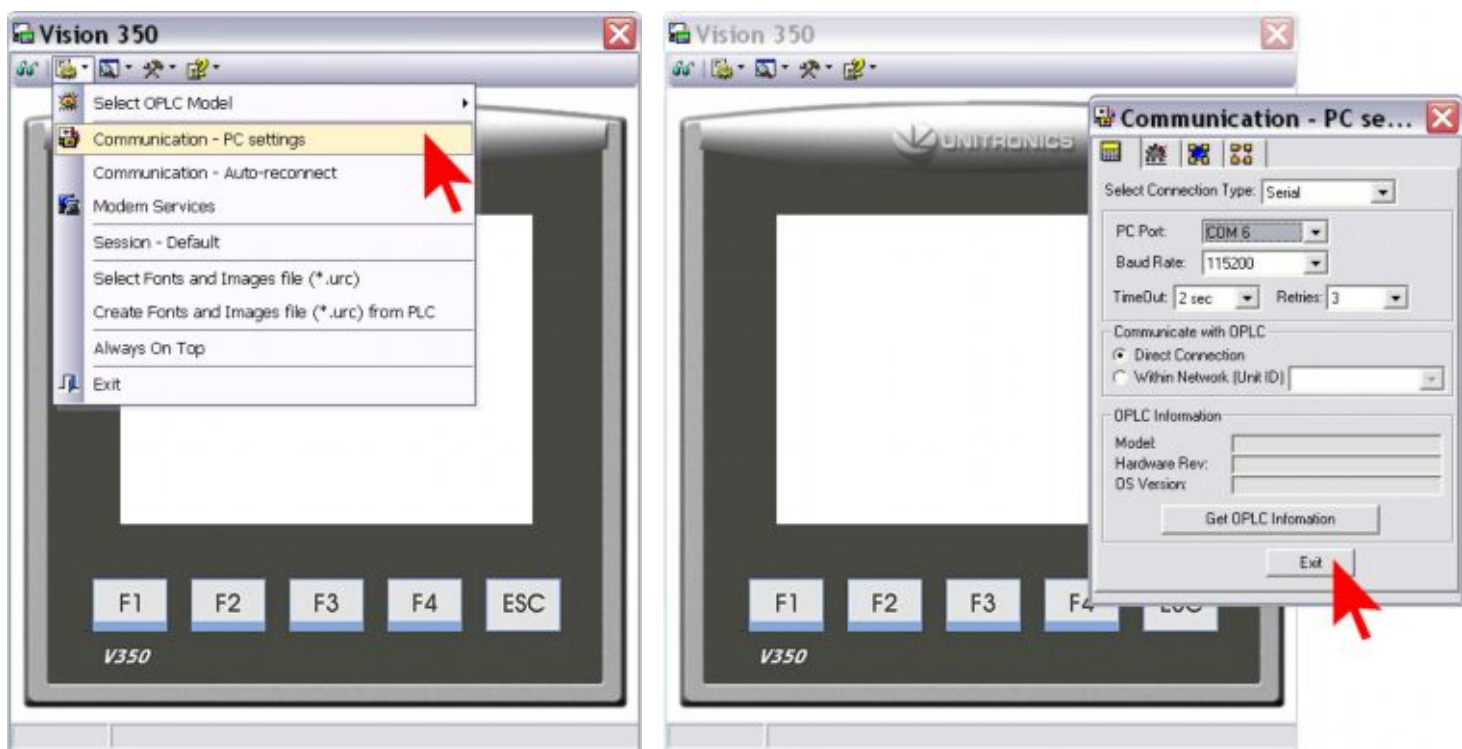 Vision 350
Select OPLC Model
Communication - PC settings
Communication - Auto-reconnect
Modem Services
Session - Default
Select Fonts and Images file (*.urc)
Create Fonts and Images file (*.urc) from PLC
Always On Top
Exit
F1 F2 F3 F4 ESC
V350
Vision 350
UNITRONICS
Communication - PC se...
Select Connection Type: Serial
PC Port: COM 6
Baud Rate: 115200
TimeOut: 2 sec Retries: 3
Communicate with OPLC
Direct Connection
Within Network (Unit ID)
OPLC Information
Model:
Hardware Rev:
OS Version:
Get OPLC Infomation
Exit
F1 F2 F3 F4 ESC
V350